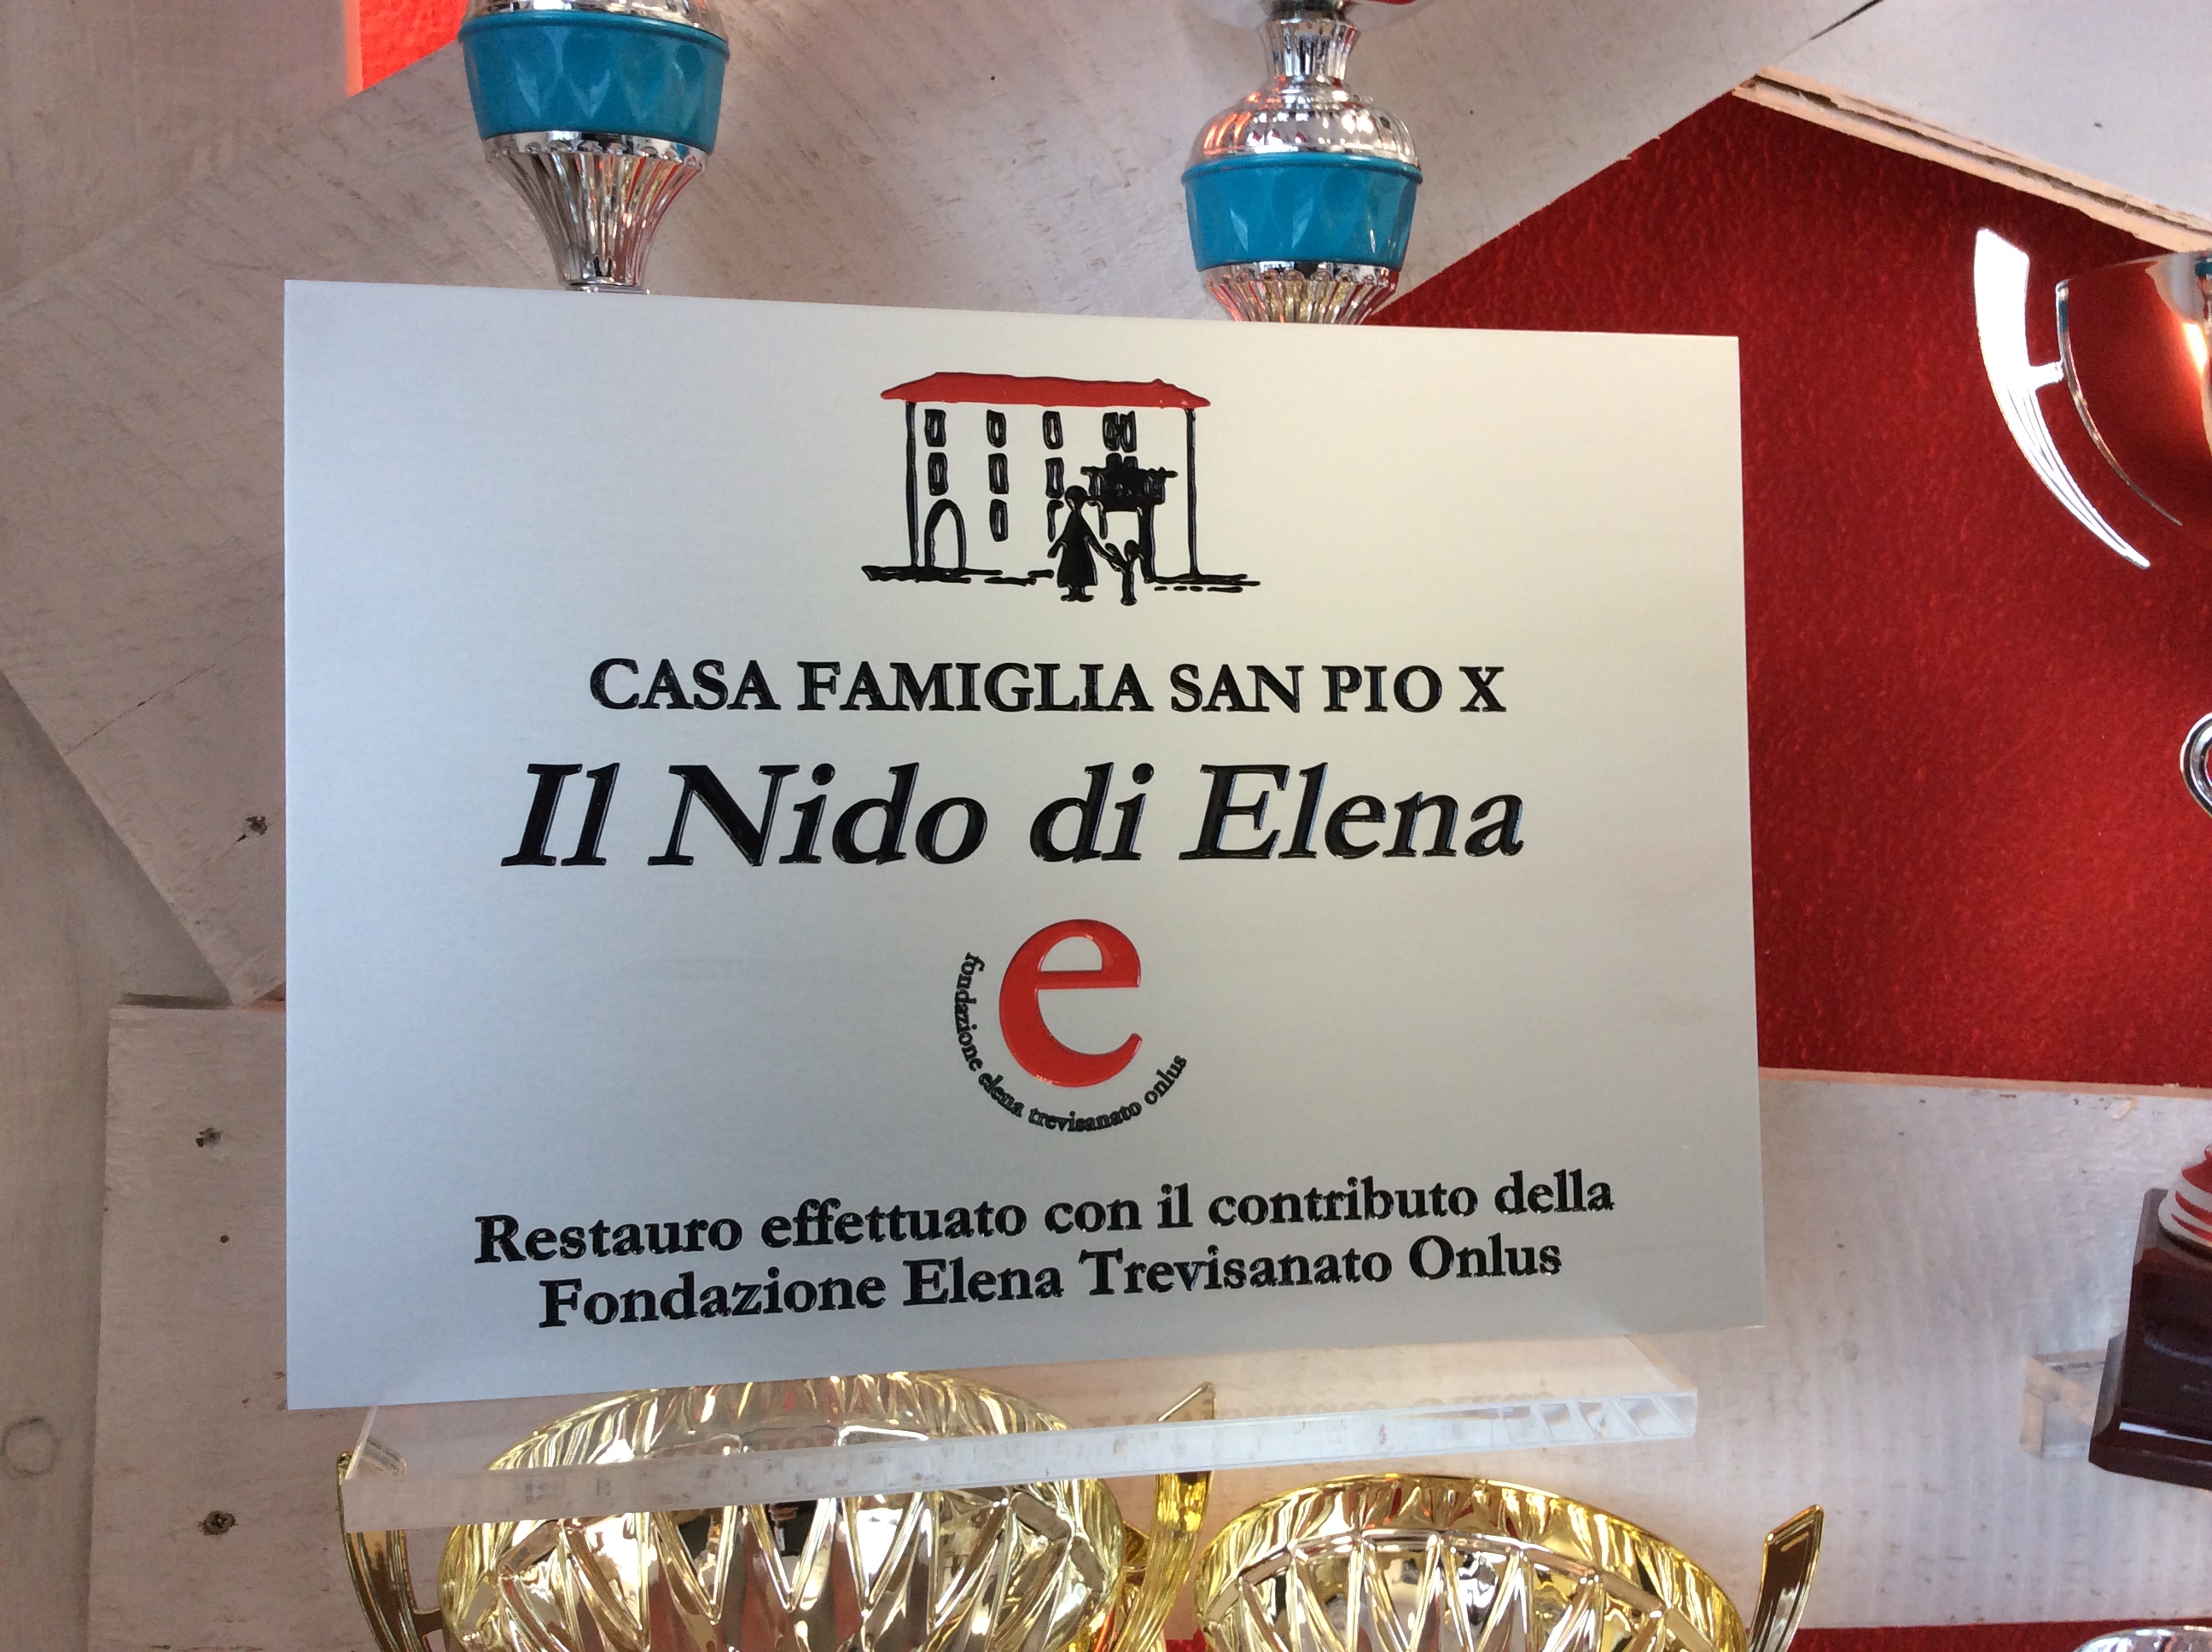 CASA FAMIGLIA SAN PIO X
Il Nido di Elena
e
fondazione elena trevisanato onlus
Restauro effettuato con il contributo della
Fondazione Elena Trevisanato Onlus